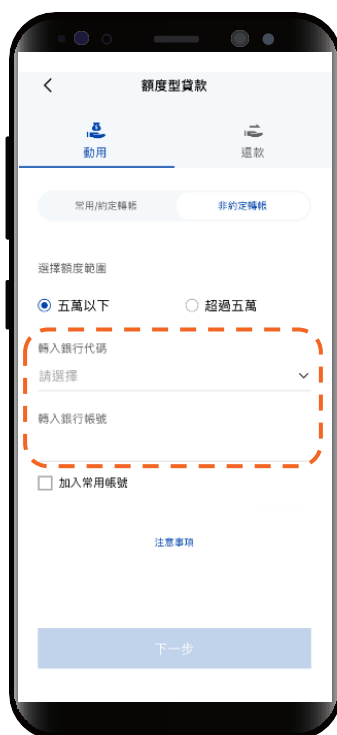 額度型貸款
動用
還款
常用/約定轉帳
非約定轉帳
選擇額度範圍
五萬以下
超過五萬
轉入銀行代碼
請選擇
轉入銀行帳號
加入常用帳號
注意事項
下一步